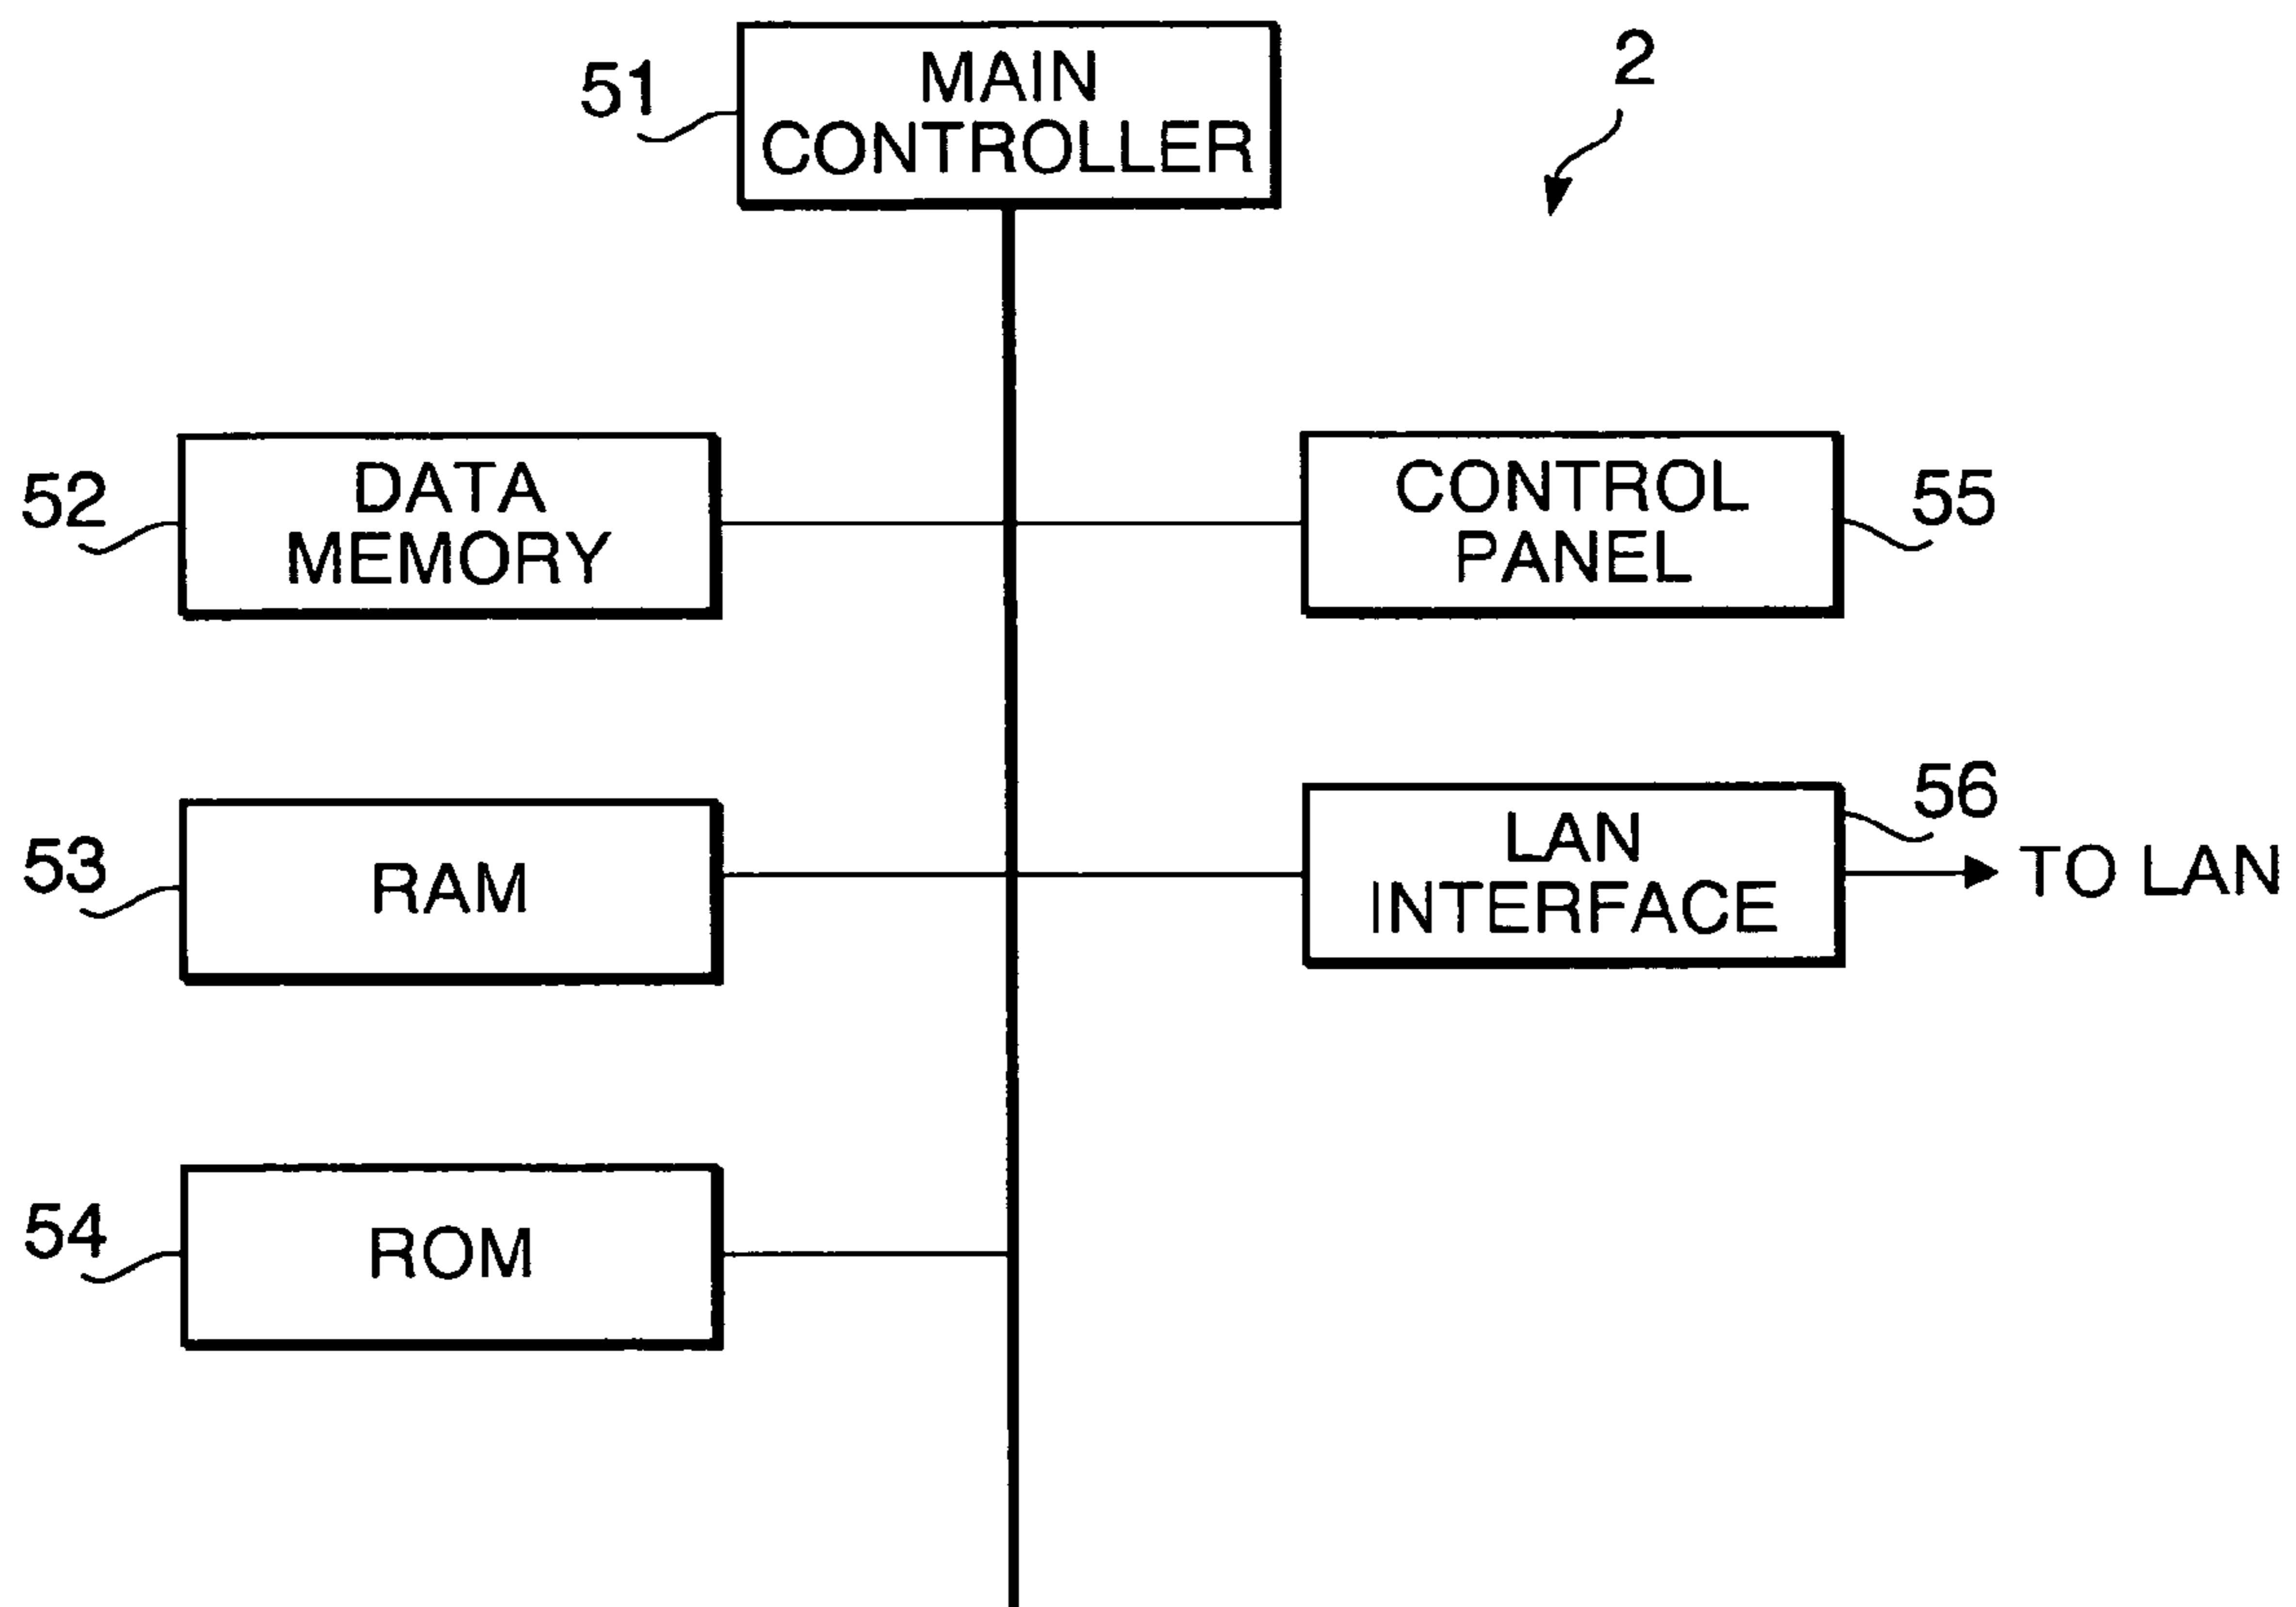 51
MAIN
CONTROLLER
2
52
DATA
MEMORY
CONTROL
PANEL
55
53
RAM
LAN
INTERFACE
56
TO LAN
54
ROM